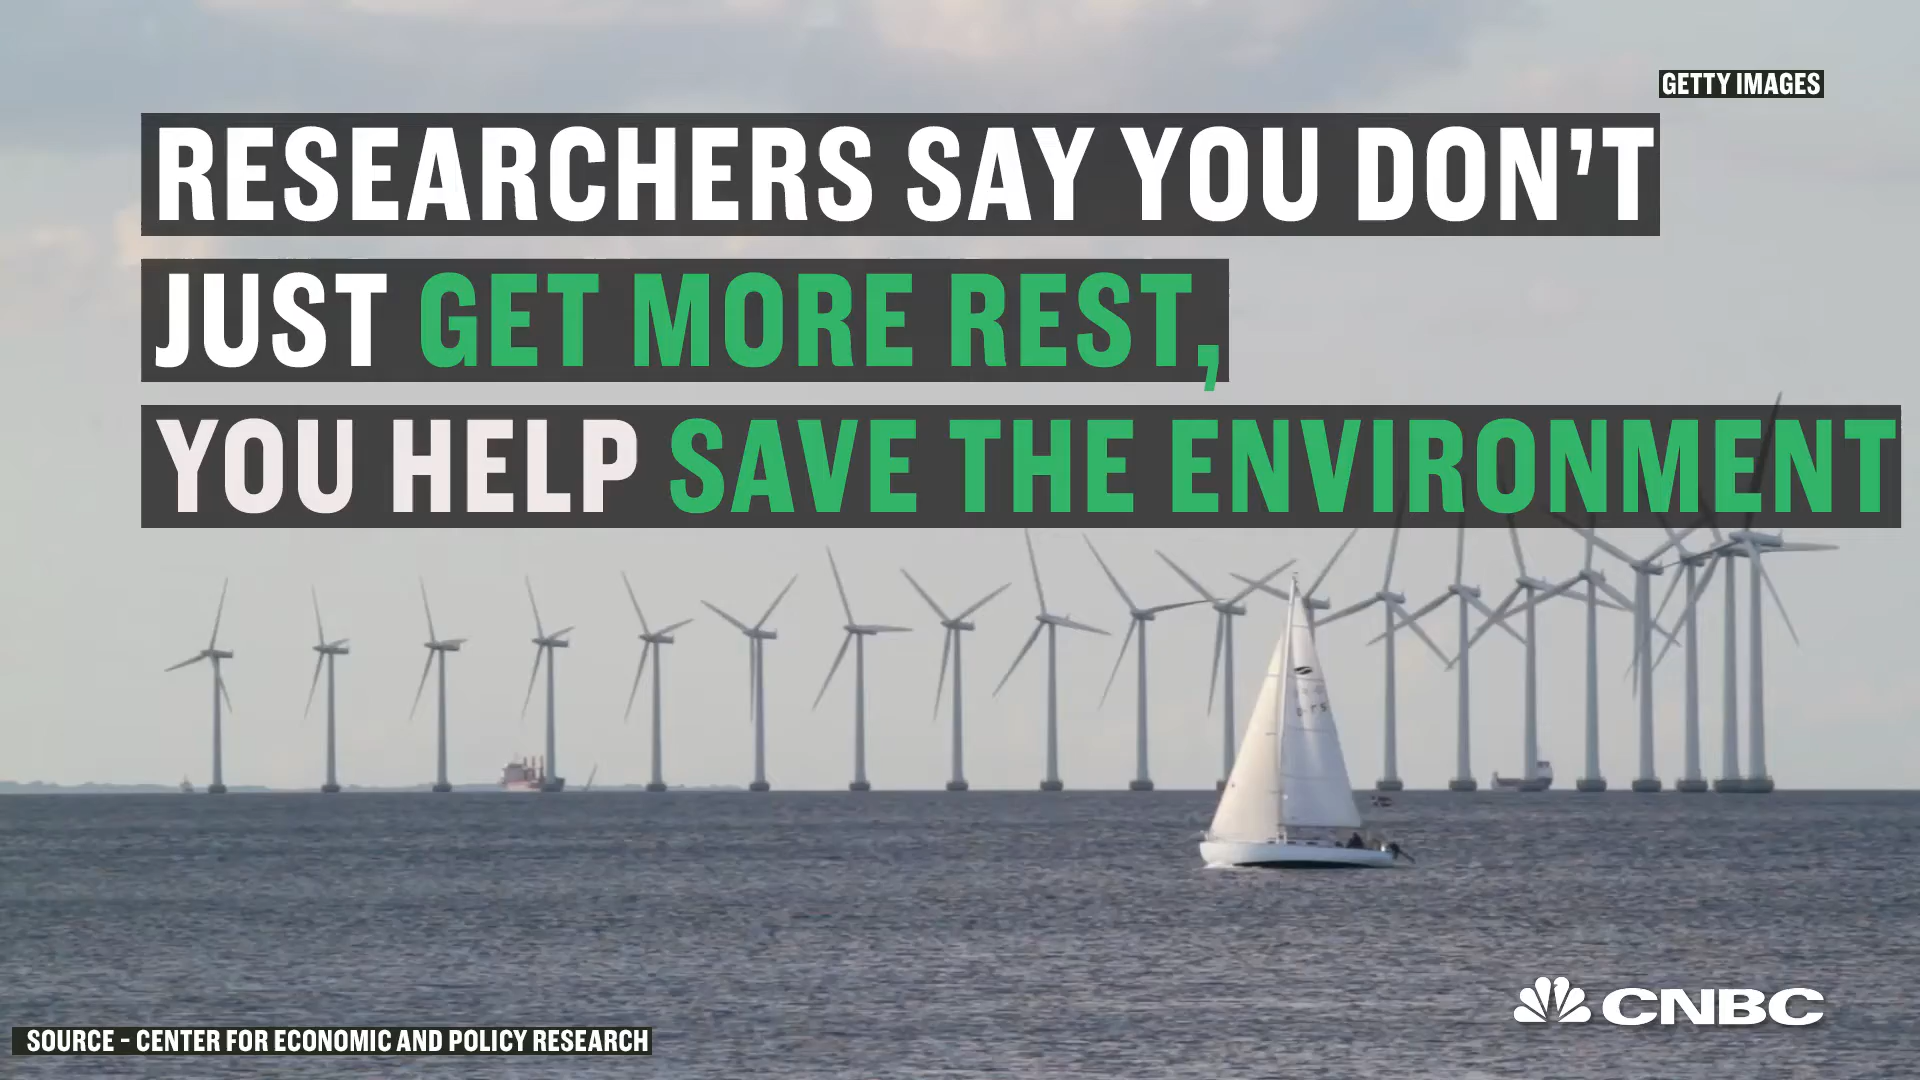 GETTY IMAGES
RESEARCHERS SAY YOU DON'T
JUST GET MORE REST,
YOU HELP SAVE THE ENVIRONMENT
CNBC
SOURCE - CENTER FOR ECONOMIC AND POLICY RESEARCH